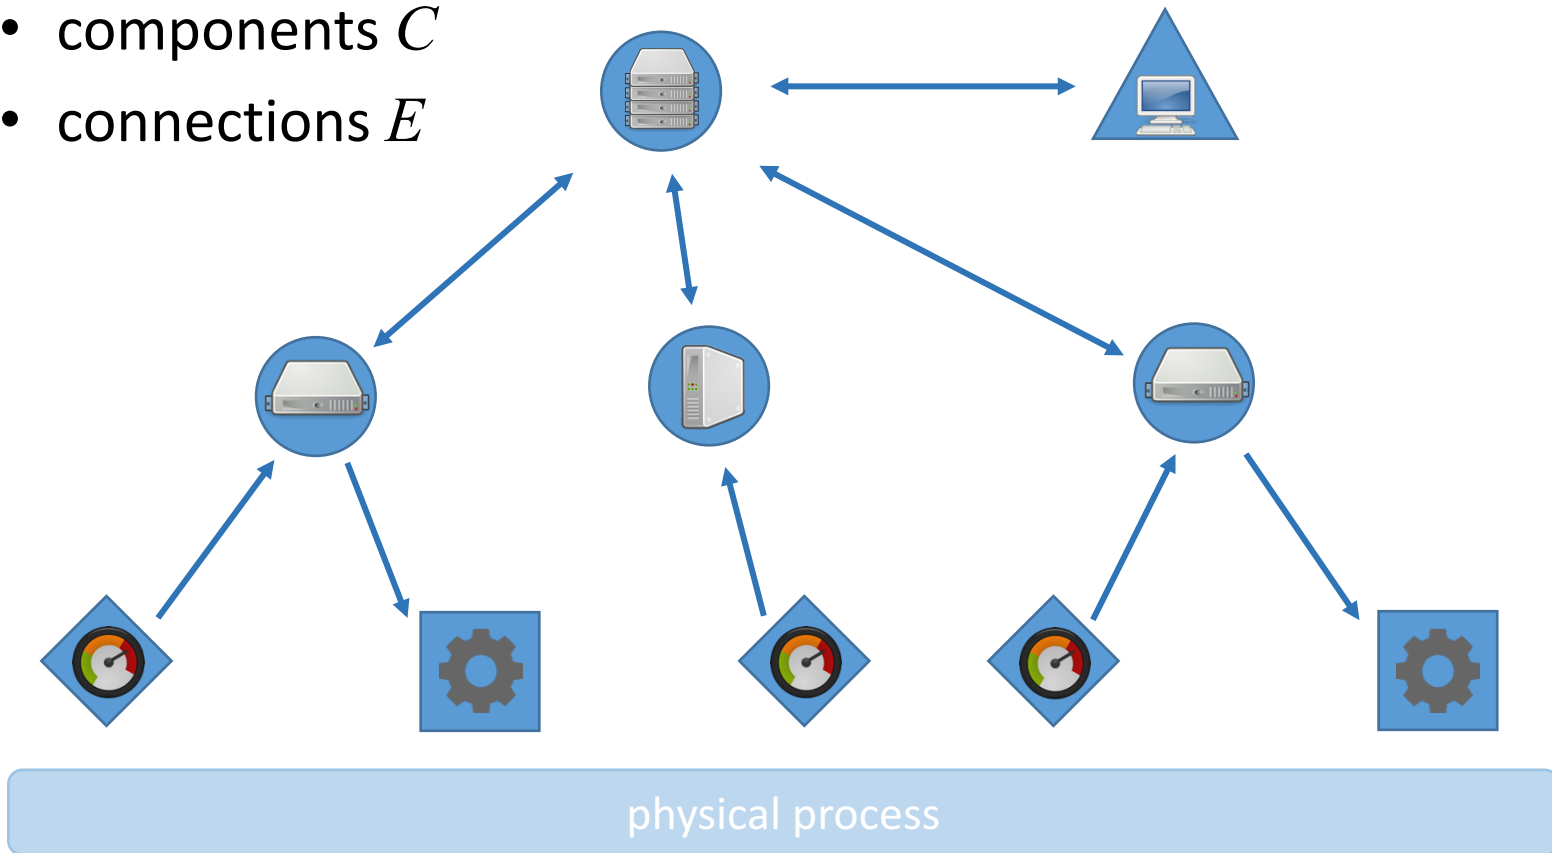 • components C
• connections E
physical process